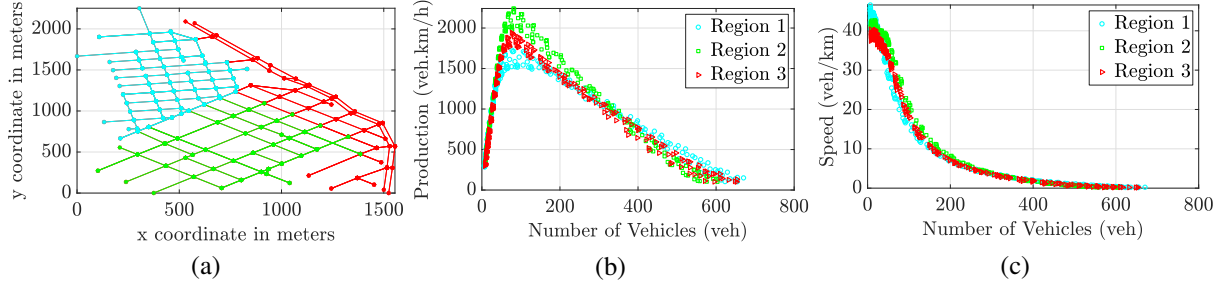 y coordinate in meters
2000
1500
1000
500
0
0
500
1000
1500
x coordinate in meters
(a)
Production (veh.km/h)
2000
1500
1000
500
0
0
200
400
600
800
Number of Vehicles (veh)
Region 1
Region 2
Region 3
(b)
Speed (veh/km)
40
30
20
10
0
0
200
400
600
800
Number of Vehicles (veh)
Region 1
Region 2
Region 3
(c)